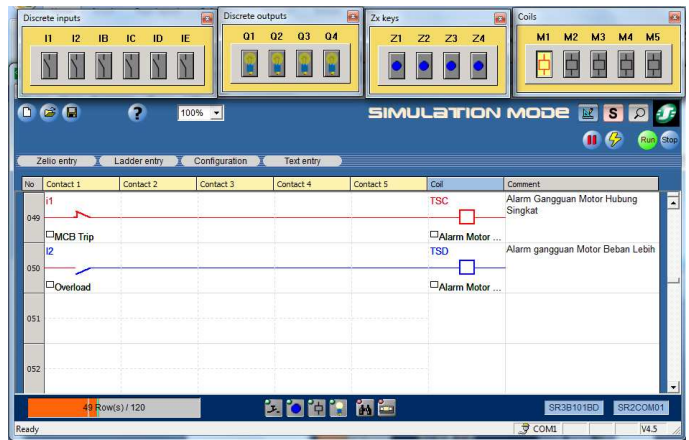 Discrete inputs
I1 I2 IB IC ID IE
Discrete outputs
Q1 Q2 Q3 Q4
Zx keys
Z1 Z2 Z3 Z4
Coils
M1 M2 M3 M4 M5
? 100% SIMULATION MODE S
Run Stop
Zelio entry Ladder entry Configuration Text entry
No Contact 1 Contact 2 Contact 3 Contact 4 Contact 5 Coil Comment
049 i1 TSC Alarm Gangguan Motor Hubung
Singkat
MCB Trip Alarm Motor ...
050 I2 TSD Alarm gangguan Motor Beban Lebih
Overload Alarm Motor ...
051
052
49 Row(s) / 120 SR3B101BD SR2COM01
Ready COM1 V4.5